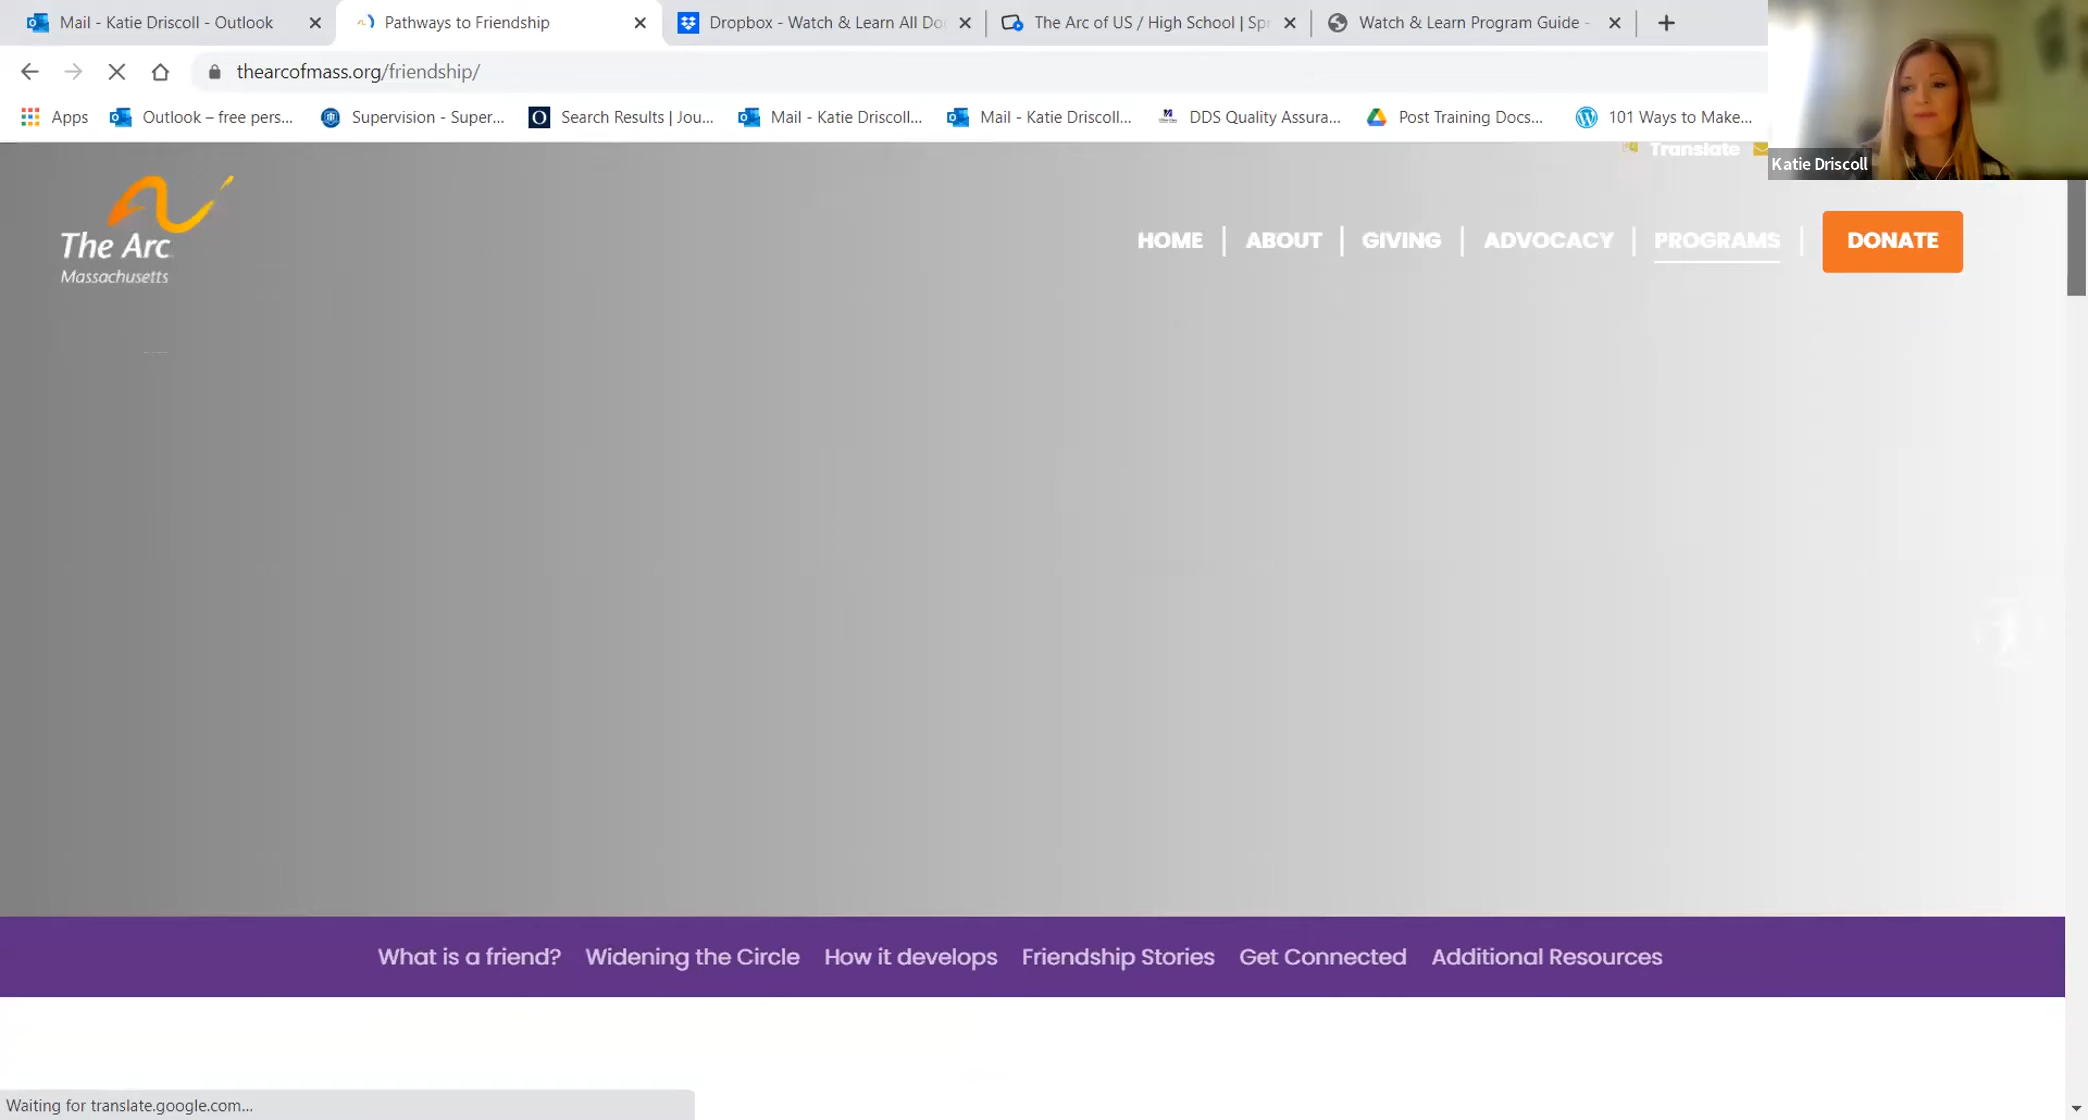 Mail - Katie Driscoll - Outlook
Pathways to Friendship
Dropbox - Watch & Learn All Do
The Arc of US / High School | Sp
Watch & Learn Program Guide -
thearcofmass.org/friendship/
Apps
Outlook – free pers...
Supervision - Super...
Search Results | Jou...
Mail - Katie Driscoll...
Mail - Katie Driscoll...
DDS Quality Assura...
Post Training Docs...
101 Ways to Make...
Katie Driscoll
Translate
The Arc
Massachusetts
HOME
ABOUT
GIVING
ADVOCACY
PROGRAMS
DONATE
What is a friend?
Widening the Circle
How it develops
Friendship Stories
Get Connected
Additional Resources
Waiting for translate.google.com...